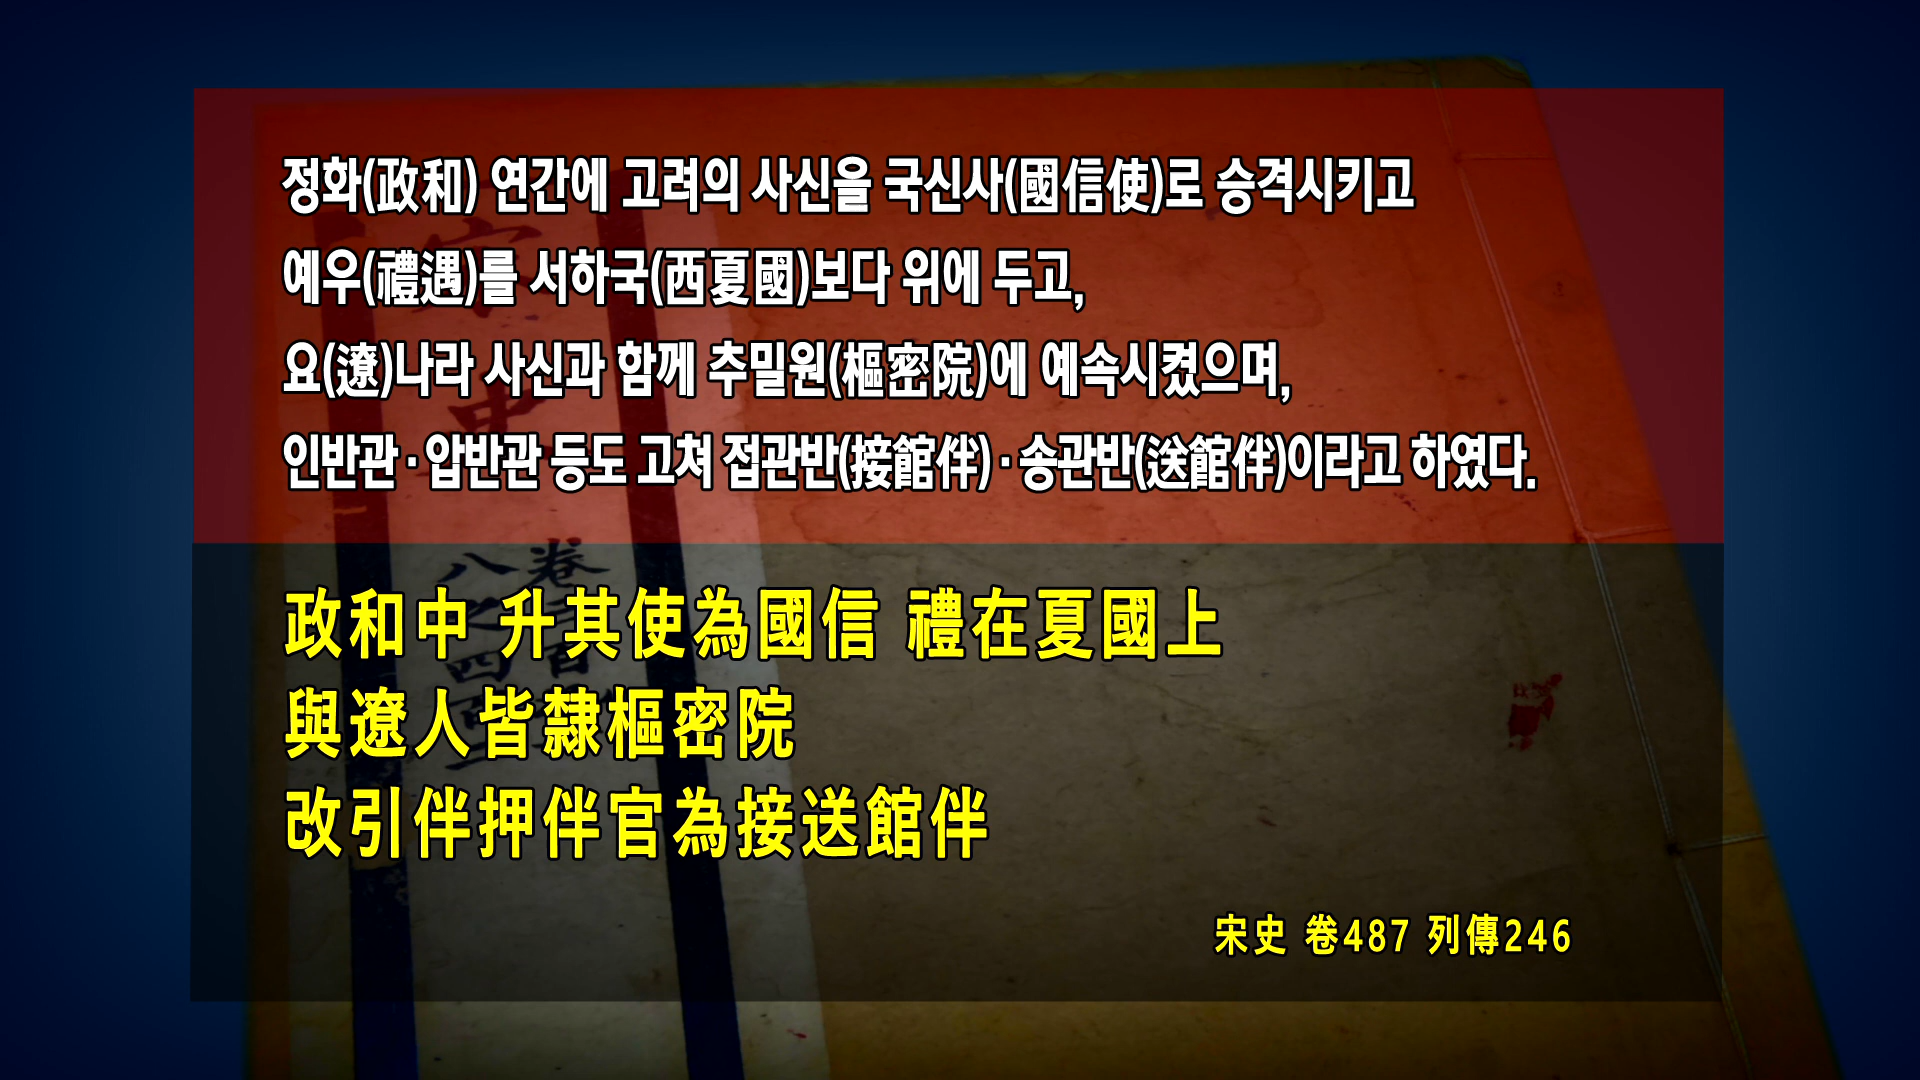 정화(政和) 연간에 고려의 사신을 국신사(國信使)로 승격시키고
예우(禮遇)를 서하국(西夏國)보다 위에 두고,
요(遼)나라 사신과 함께 추밀원(樞密院)에 예속시켰으며,
인반관·압반관 등도 고쳐 접관반(接館伴)·송관반(送館伴)이라고 하였다.
政和中 升其使為國信 禮在夏國上
與遼人皆隸樞密院
改引伴押伴官為接送館伴
宋史 卷487 列傳246